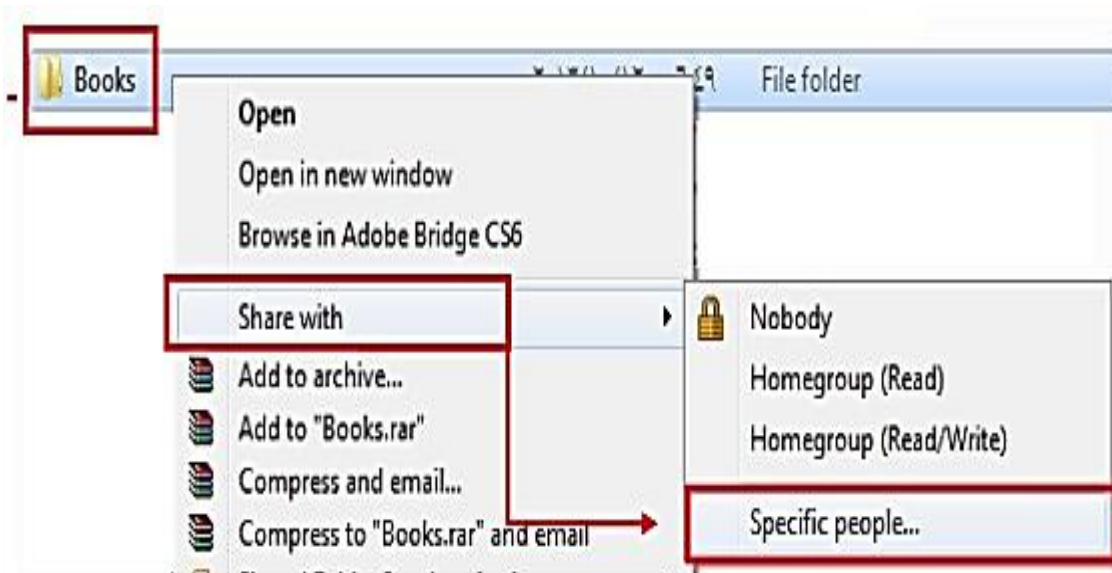 Books
File folder
Open
Open in new window
Browse in Adobe Bridge CS6
Share with
Nobody
Add to archive...
Homegroup (Read)
Add to "Books.rar"
Homegroup (Read/Write)
Compress and email...
Compress to "Books.rar" and email
Specific people...